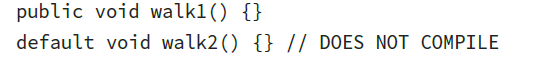 public void walk1() {}
default void walk2() {} // DOES NOT COMPILE